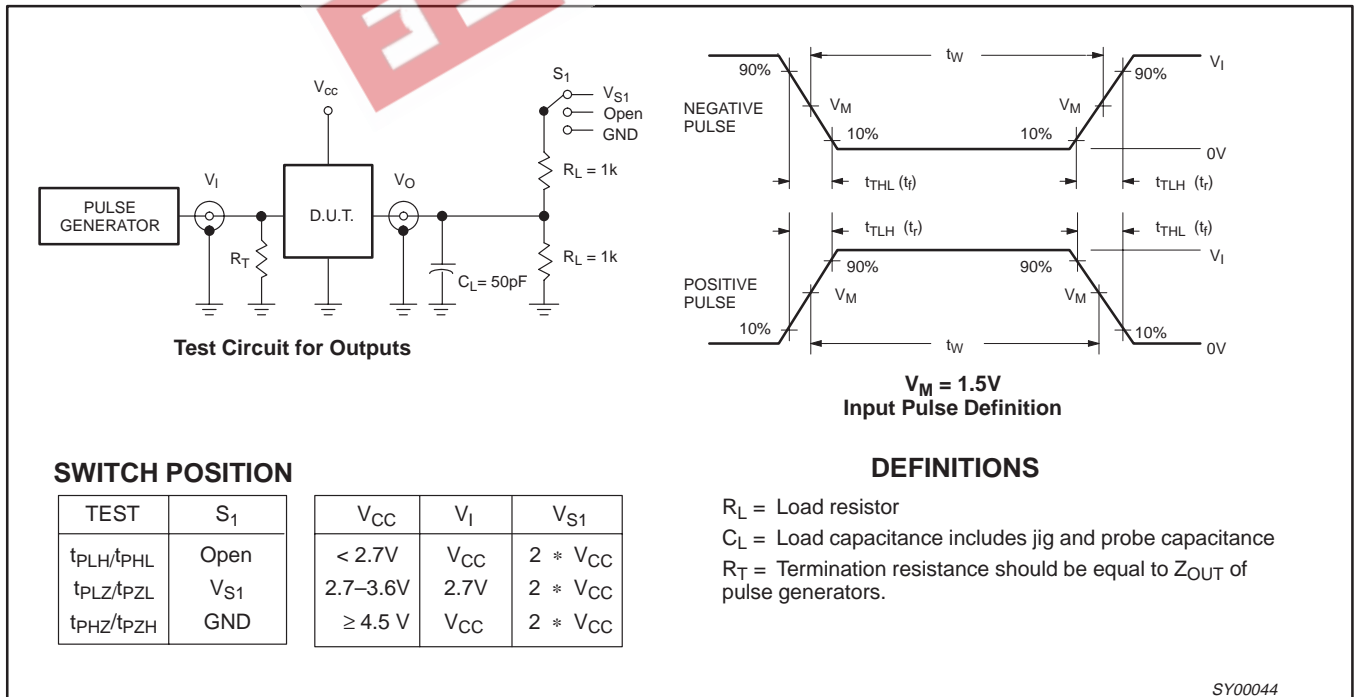 S1
VS1
Open
GND
Vcc
RL = 1k
VI
VO
PULSE
GENERATOR
D.U.T.
RT
CL= 50pF
RL = 1k
Test Circuit for Outputs
tW
90%
90%
VI
NEGATIVE
PULSE
VM
VM
10%
10%
0V
tTHL (tf)
tTLH (tr)
tTLH (tr)
tTHL (tf)
VI
90%
90%
POSITIVE
PULSE
VM
VM
10%
10%
tW
0V
VM = 1.5V
Input Pulse Definition
SWITCH POSITION
TEST S1
tPLH/tPHL Open
tPLZ/tPZL VS1
tPHZ/tPZH GND
VCC VI VS1
< 2.7V VCC 2 * VCC
2.7–3.6V 2.7V 2 * VCC
≥ 4.5 V VCC 2 * VCC
DEFINITIONS
RL = Load resistor
CL = Load capacitance includes jig and probe capacitance
RT = Termination resistance should be equal to ZOUT of
pulse generators.
SY00044